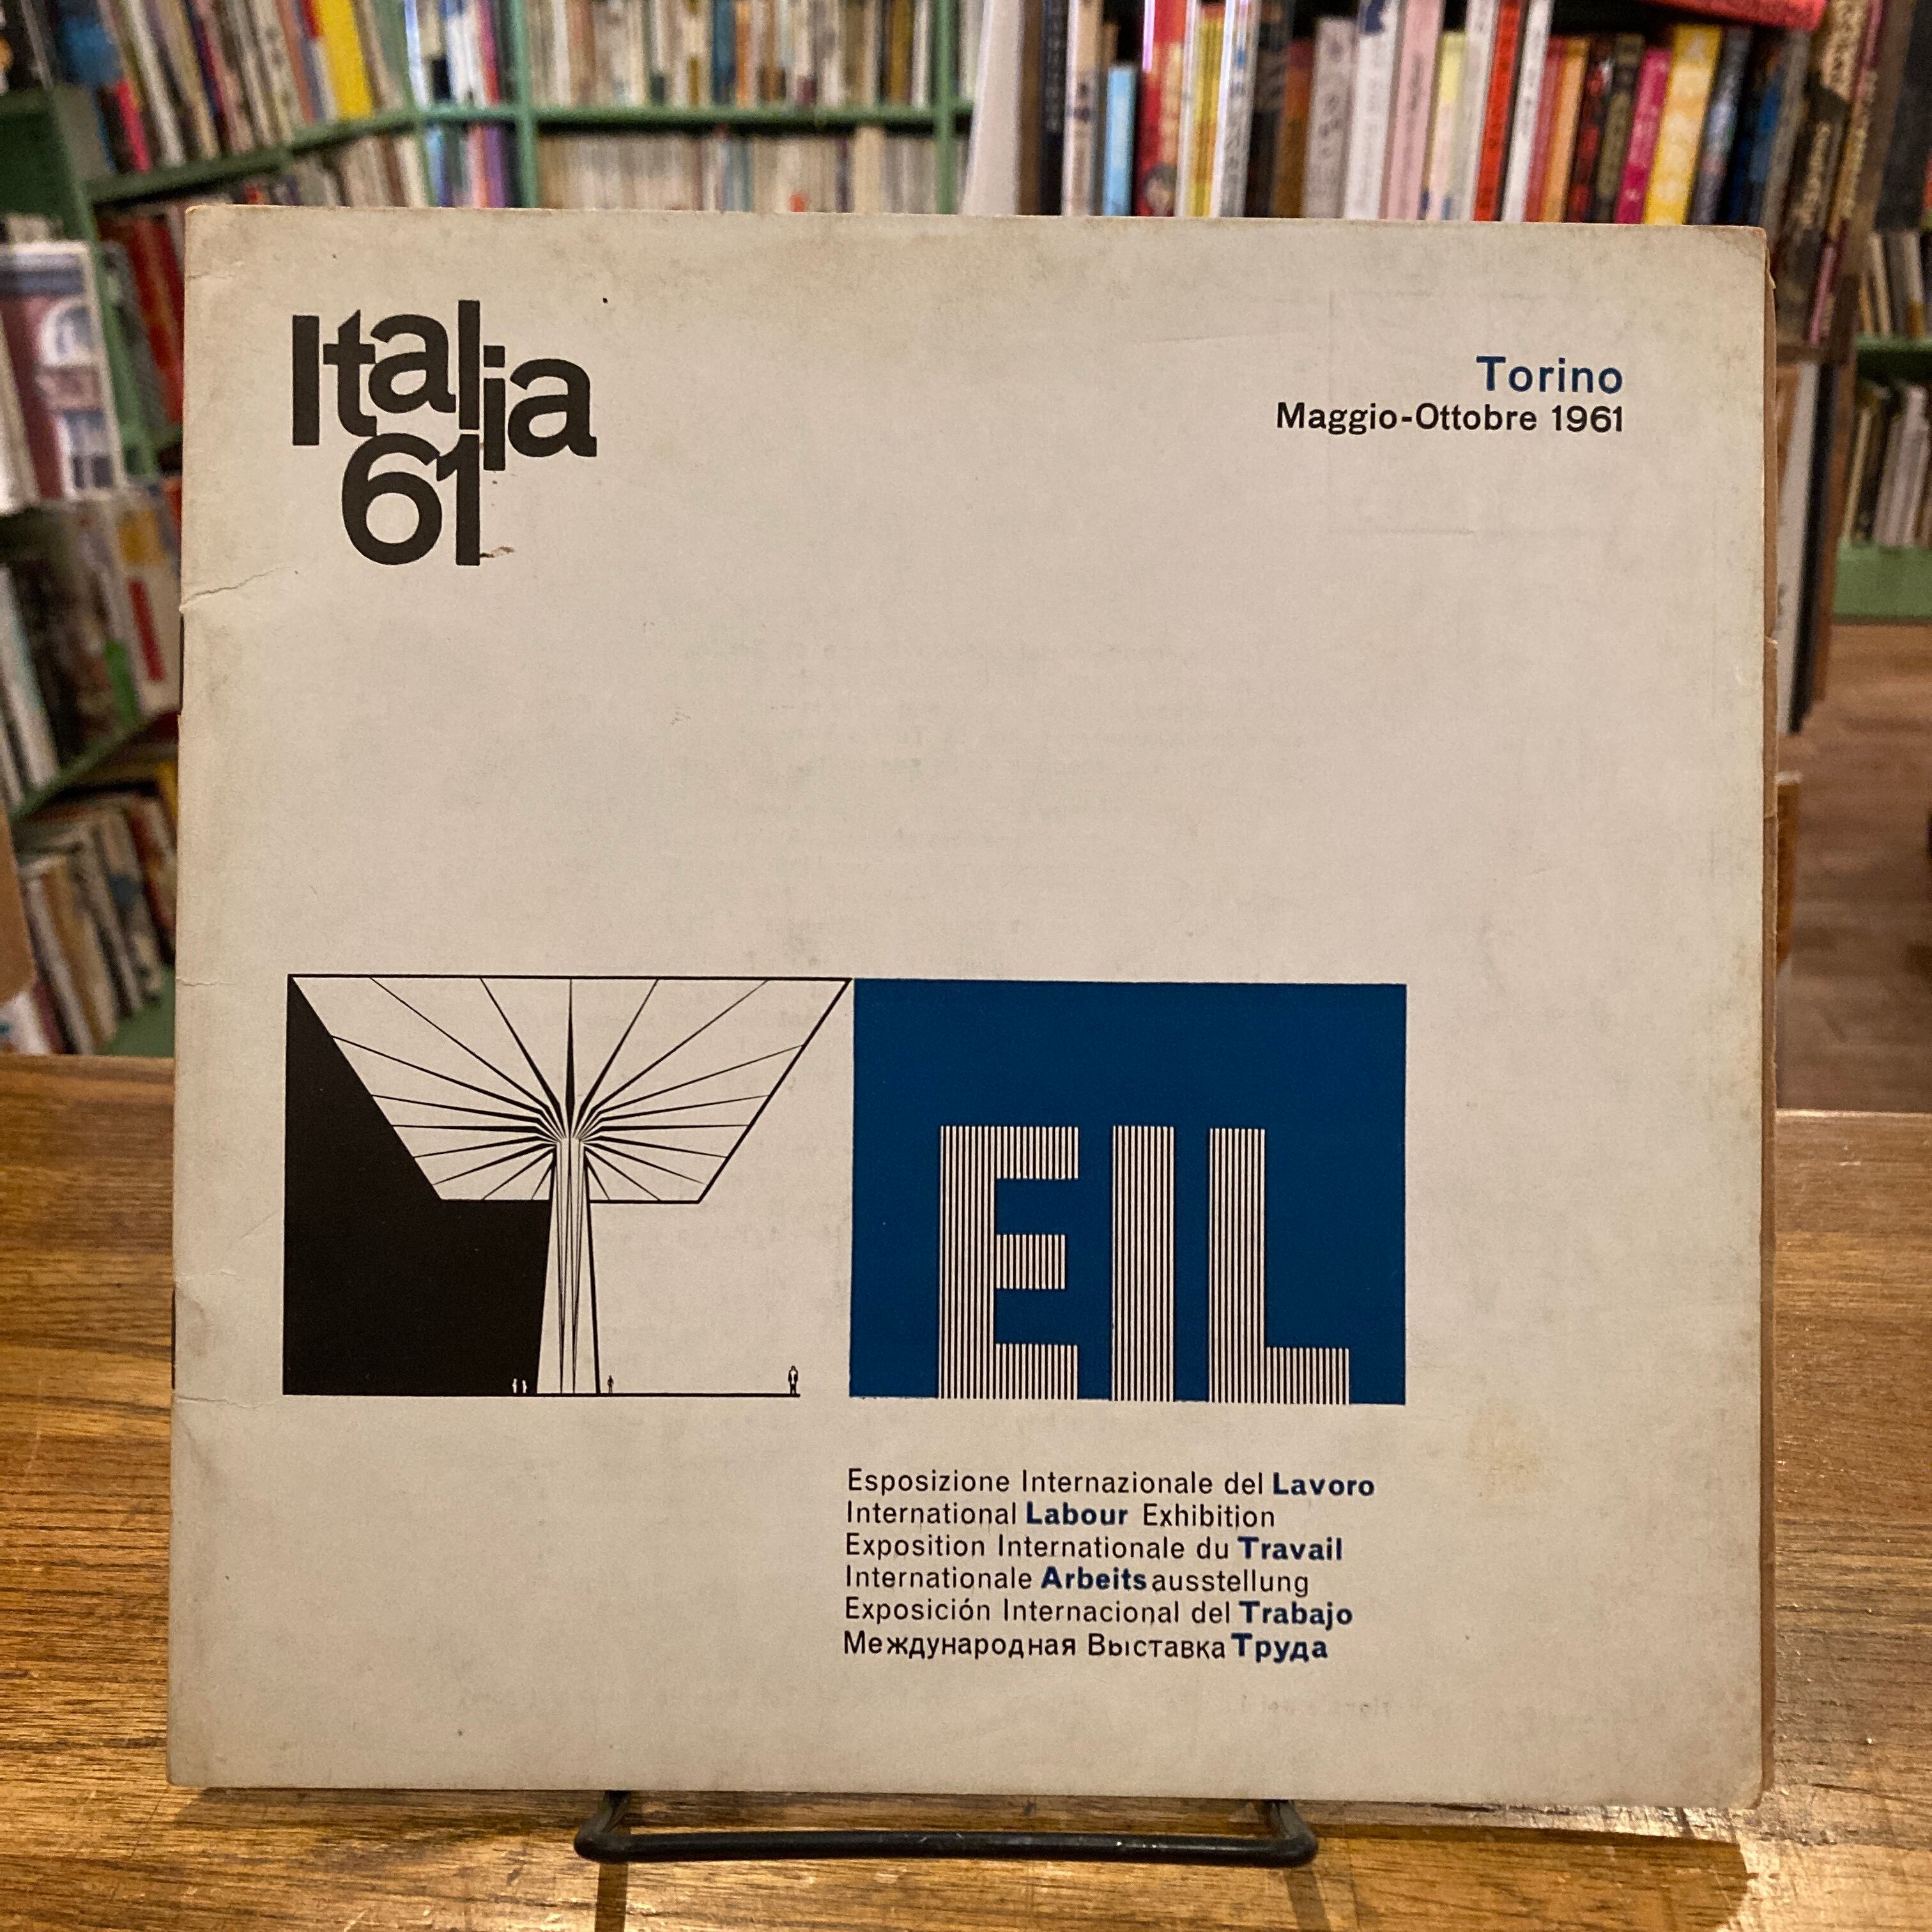 Italia
61
Torino
Maggio-Ottobre 1961
EIL
Esposizione Internazionale del Lavoro
International Labour Exhibition
Exposition Internationale du Travail
Internationale Arbeitsausstellung
Exposición Internacional del Trabajo
Международная Выставка Труда